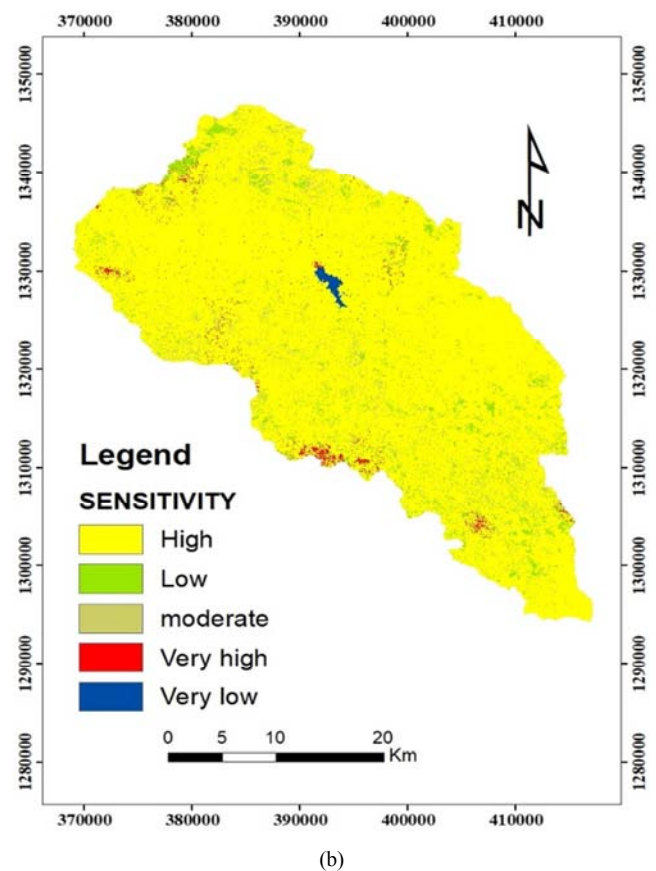 370000 380000 390000 400000 410000
1350000 1350000
1340000 1340000
N
1330000 1330000
1320000 1320000
1310000 1310000
Legend
SENSITIVITY
High
Low
1300000 1300000
moderate
Very high
1290000 1290000
Very low
0 5 10 20
Km
1280000 1280000
370000 380000 390000 400000 410000
(b)